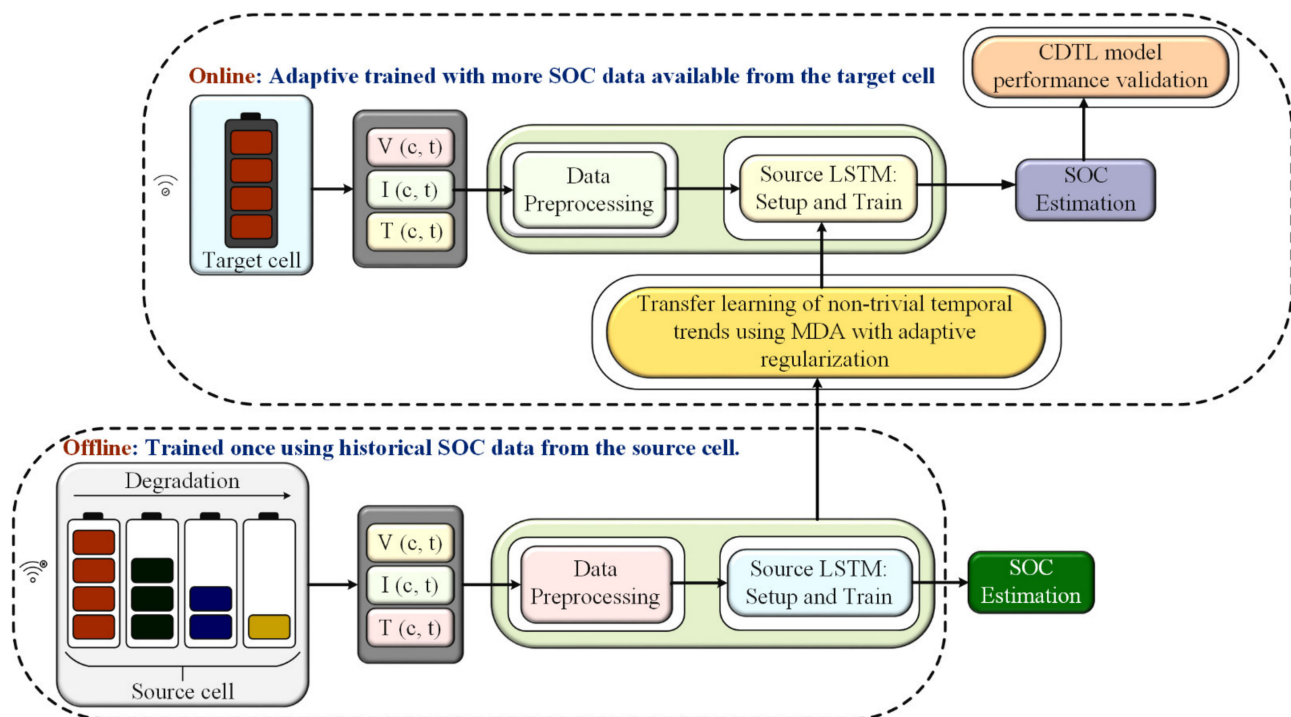 Online: Adaptive trained with more SOC data available from the target cell
CDTL model
performance validation
Target cell
V (c, t)
I (c, t)
T (c, t)
Data
Preprocessing
Source LSTM:
Setup and Train
SOC
Estimation
Transfer learning of non-trivial temporal
trends using MDA with adaptive
regularization
Offline: Trained once using historical SOC data from the source cell.
Degradation
Source cell
V (c, t)
I (c, t)
T (c, t)
Data
Preprocessing
Source LSTM:
Setup and Train
SOC
Estimation